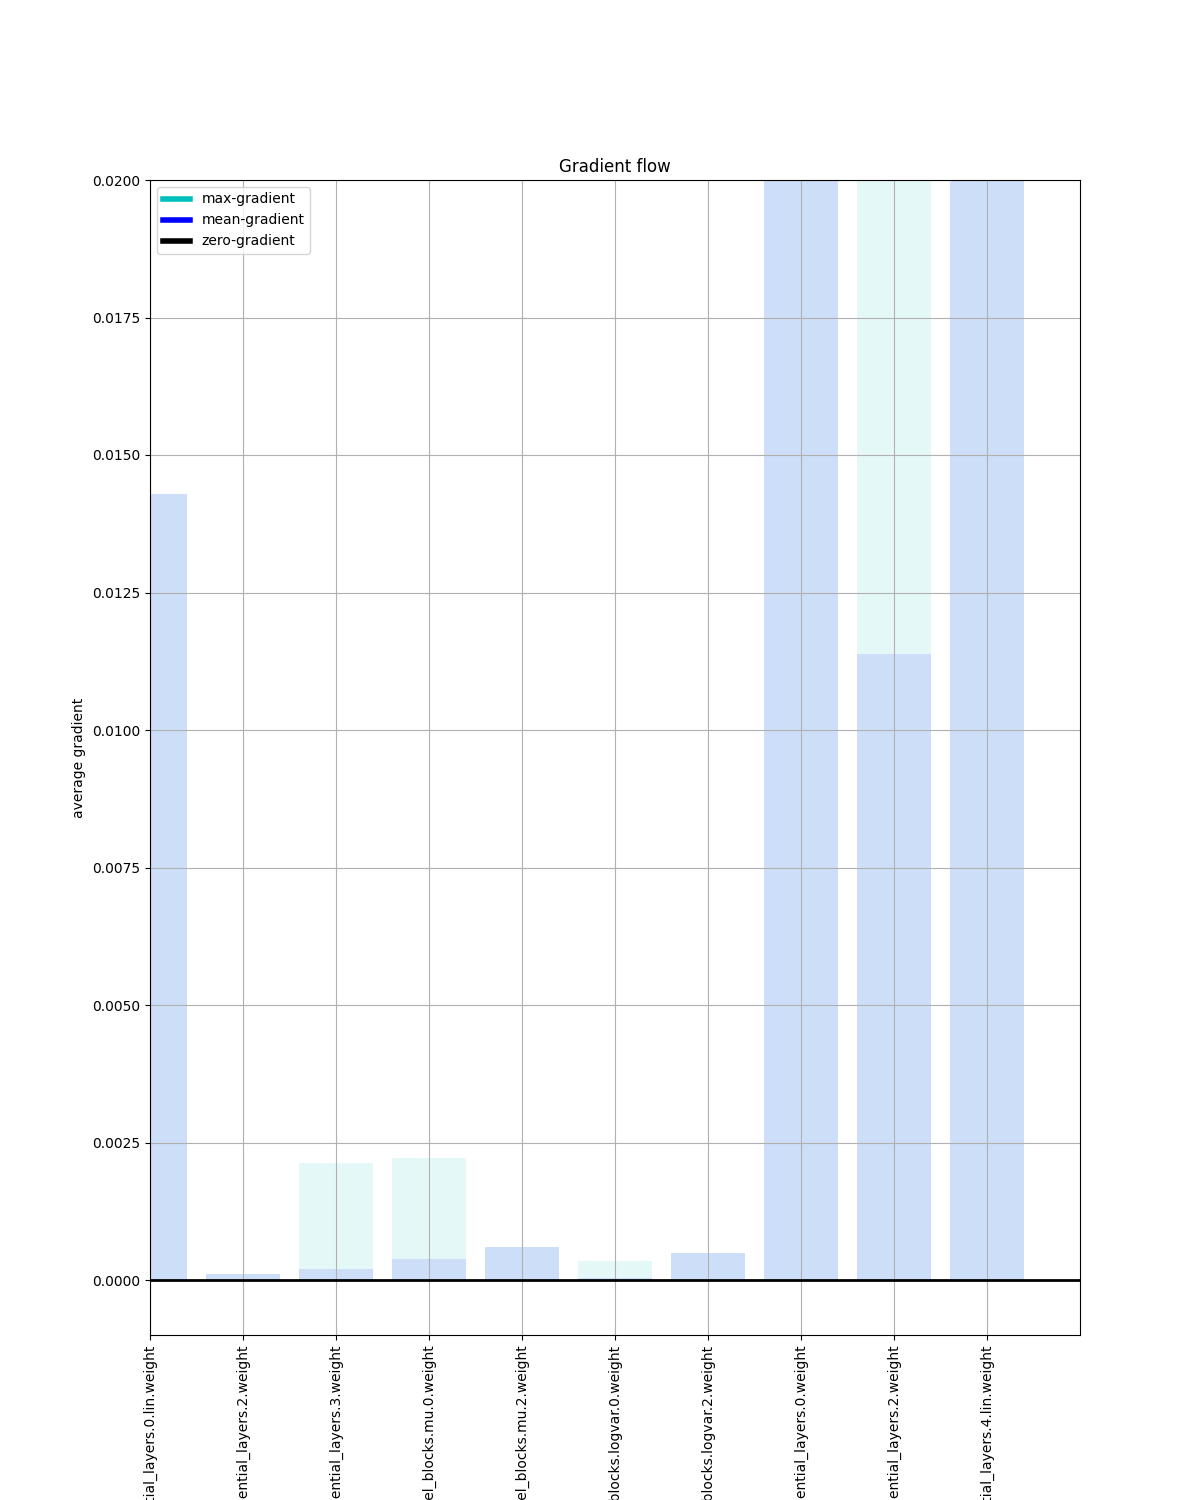 Gradient flow
max-gradient
mean-gradient
zero-gradient
0.0200
0.0175
0.0150
0.0125
0.0100
0.0075
0.0050
0.0025
0.0000
average gradient
tial_layers.0.lin.weight
ential_layers.2.weight
ential_layers.3.weight
el_blocks.mu.0.weight
el_blocks.mu.2.weight
blocks.logvar.0.weight
blocks.logvar.2.weight
ential_layers.0.weight
ential_layers.2.weight
tial_layers.4.lin.weight